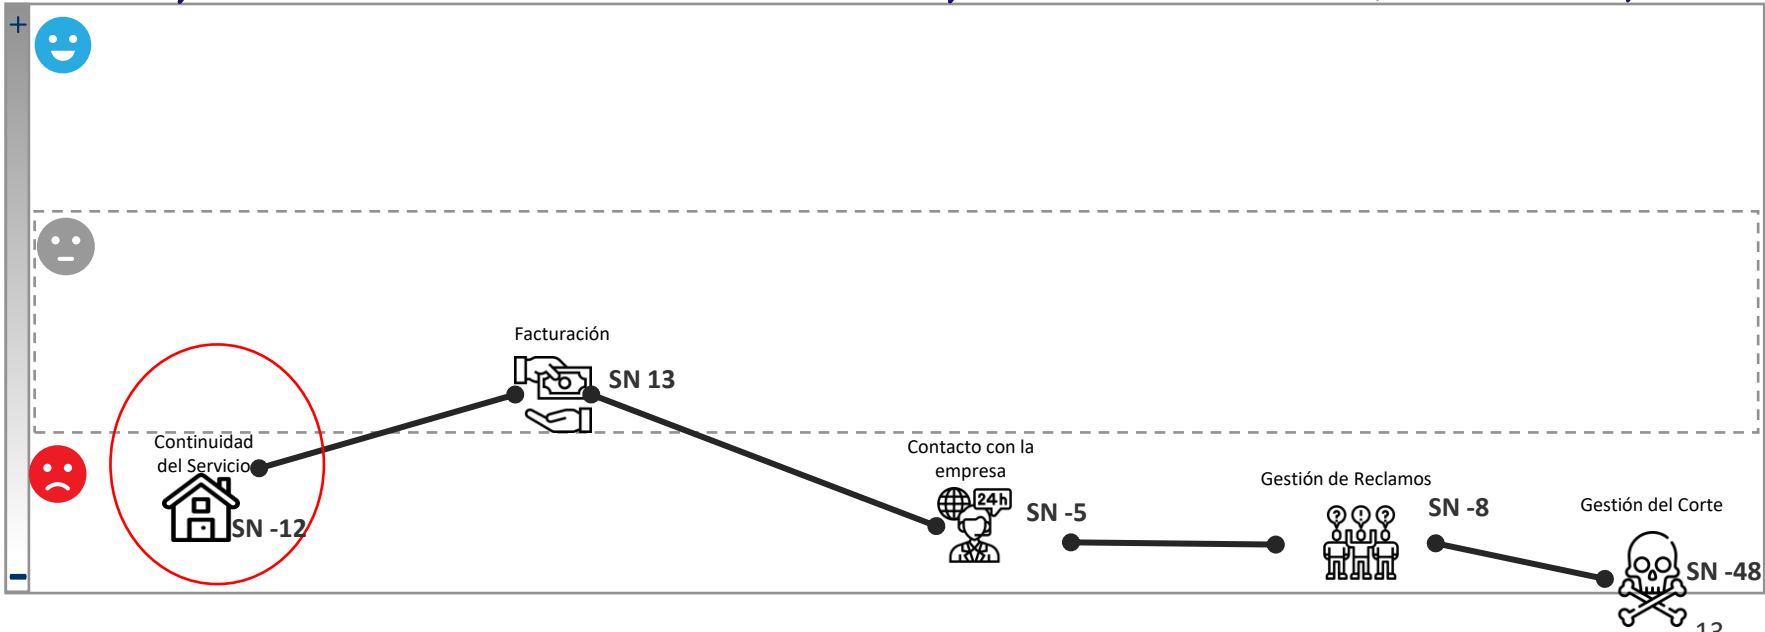 +
Facturación
SN 13
Continuidad
del Servicio
SN -12
Contacto con la
empresa
24h
SN -5
Gestión de Reclamos
? ! ?
SN -8
Gestión del Corte
SN -48
-
13